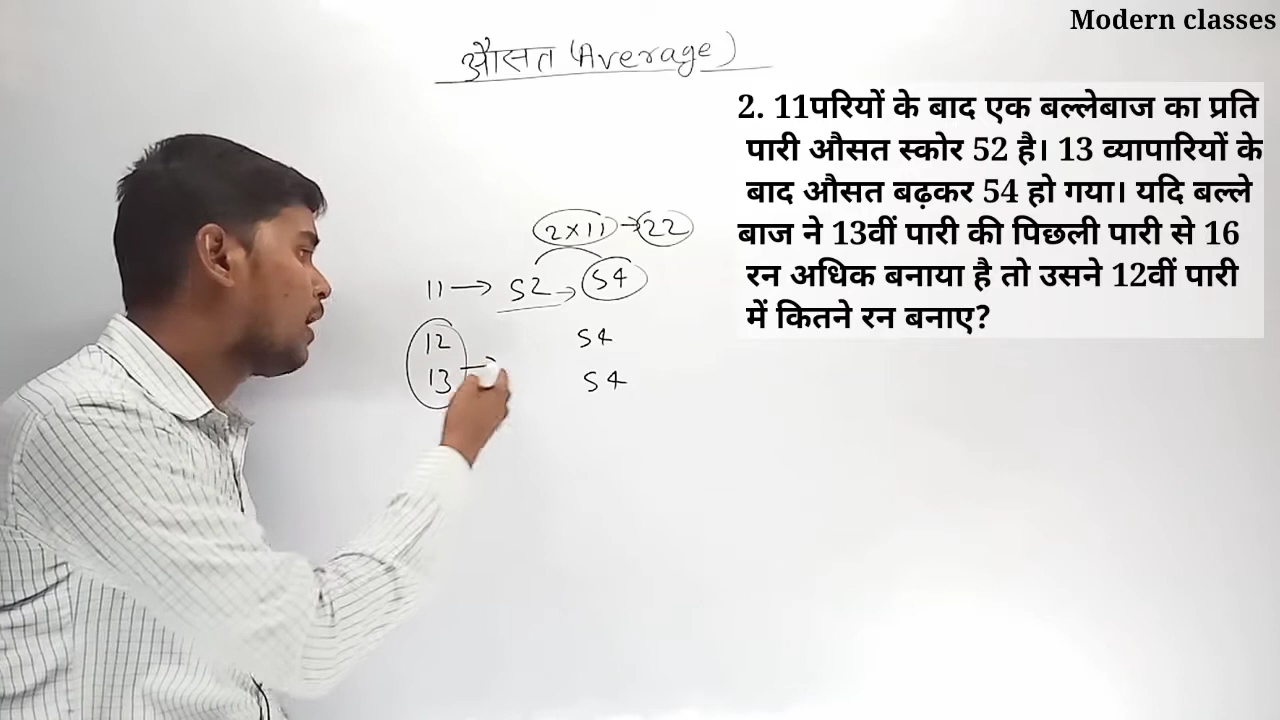 Modern classes
औसत (Average)
2. 11परियों के बाद एक बल्लेबाज का प्रति
पारी औसत स्कोर 52 है। 13 व्यापारियों के
बाद औसत बढ़कर 54 हो गया। यदि बल्ले
बाज ने 13वीं पारी की पिछली पारी से 16
रन अधिक बनाया है तो उसने 12वीं पारी
में कितने रन बनाए?
2×11 → 22
11 → 52 → 54
12 54
13 54